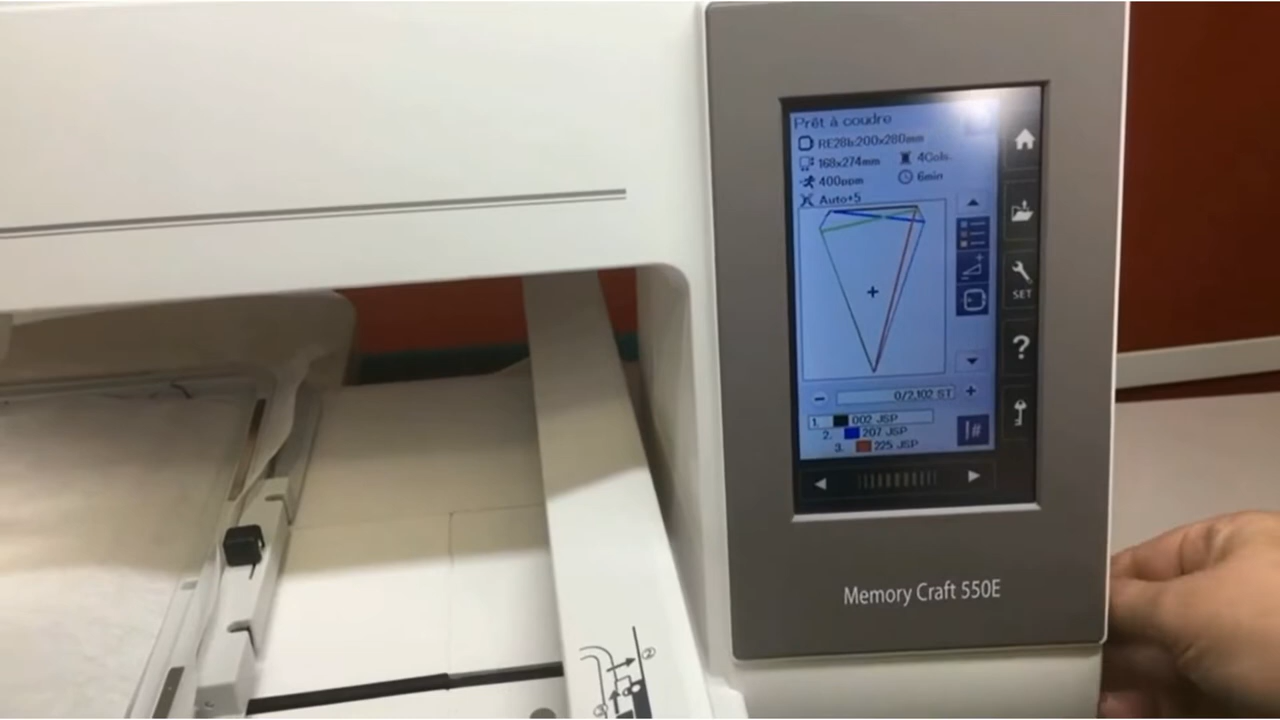 Prêt à coudre
RE28b:200x280mm
168x274mm 4Cols.
400ppm 6min
Auto+5
SET
?
0/2,102 ST
1. 002 JSP
2. 207 JSP
3. 225 JSP
#
Memory Craft 550E
②